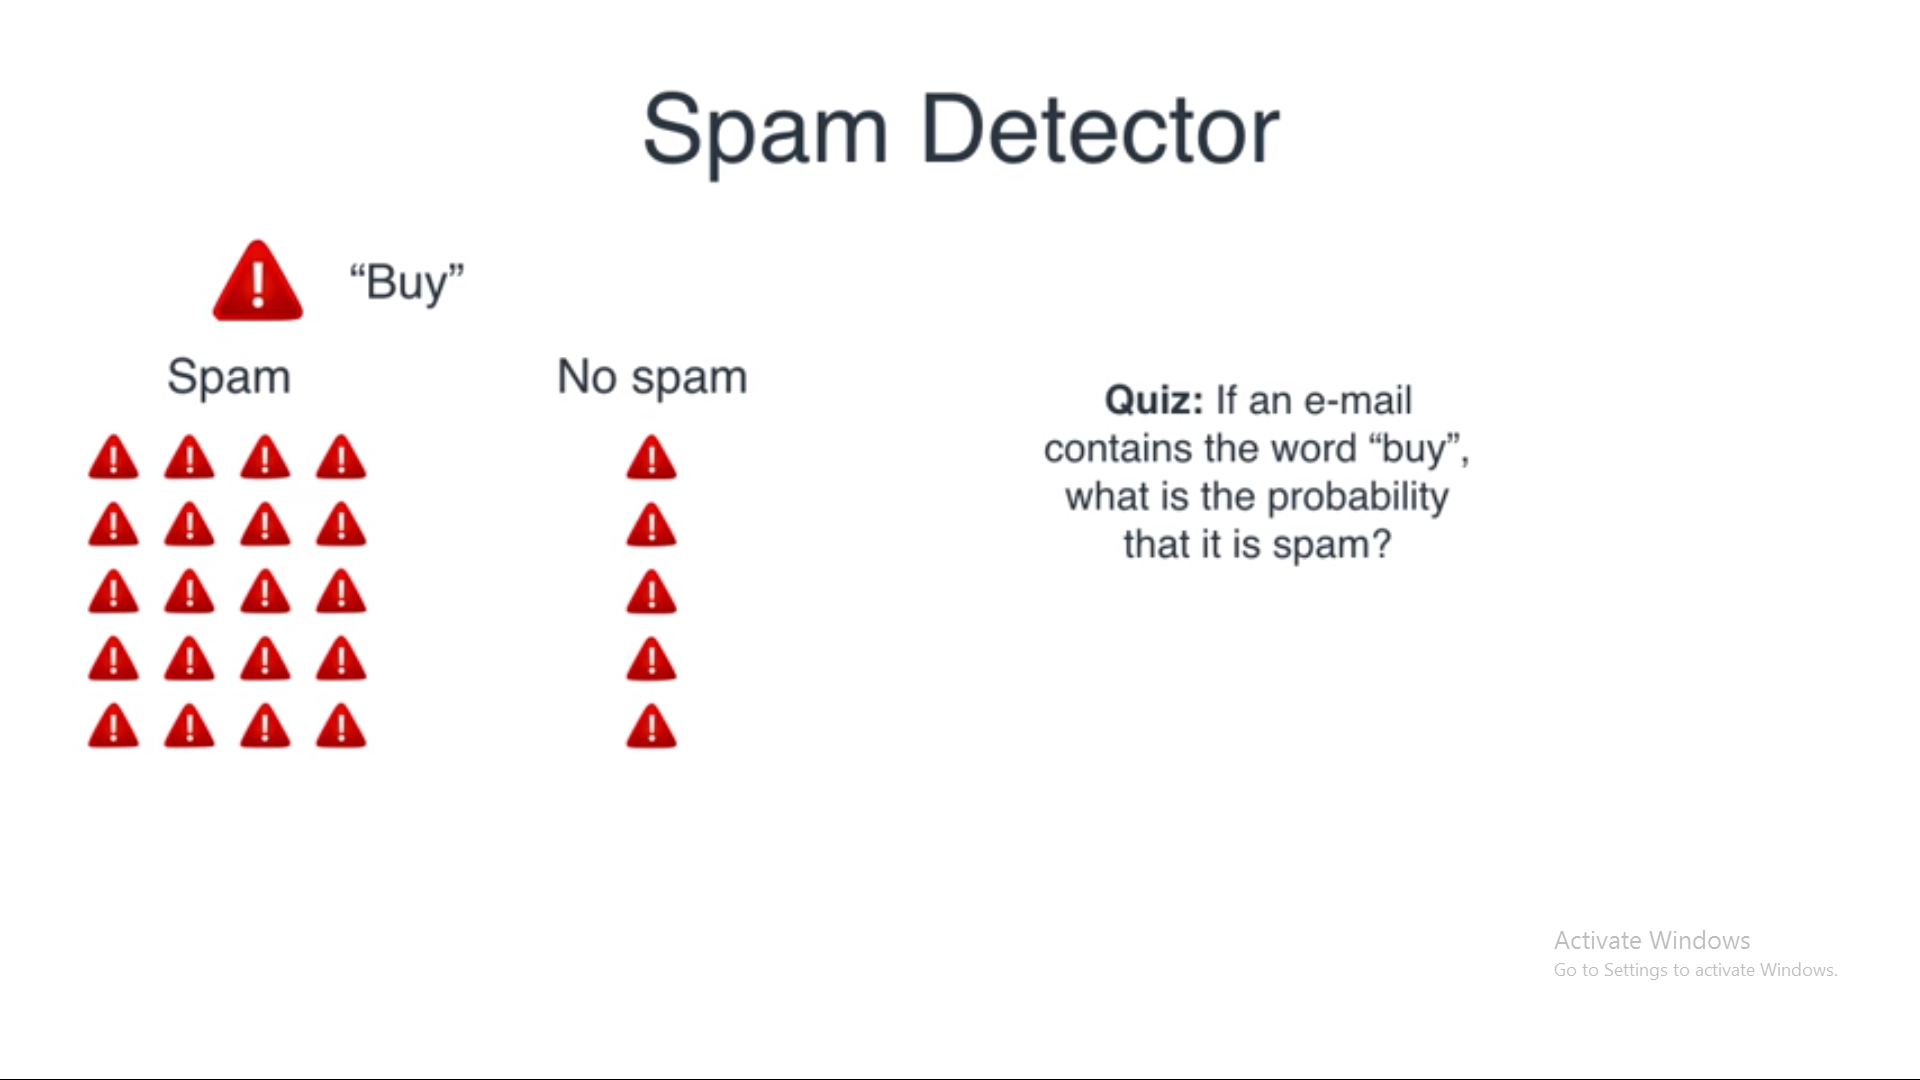 Spam Detector
“Buy”
Spam
No spam
Quiz: If an e-mail
contains the word “buy”,
what is the probability
that it is spam?
Activate Windows
Go to Settings to activate Windows.